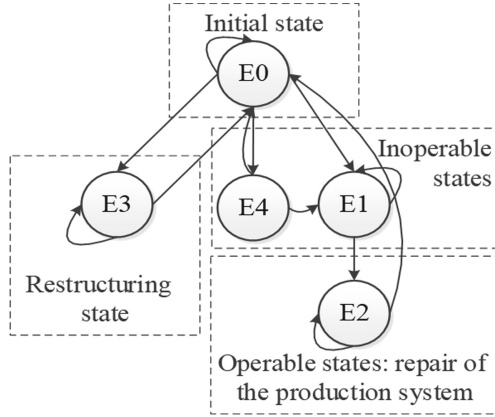 Initial state
E0
Inoperable
states
E3
E4
E1
Restructuring
state
E2
Operable states: repair of
the production system